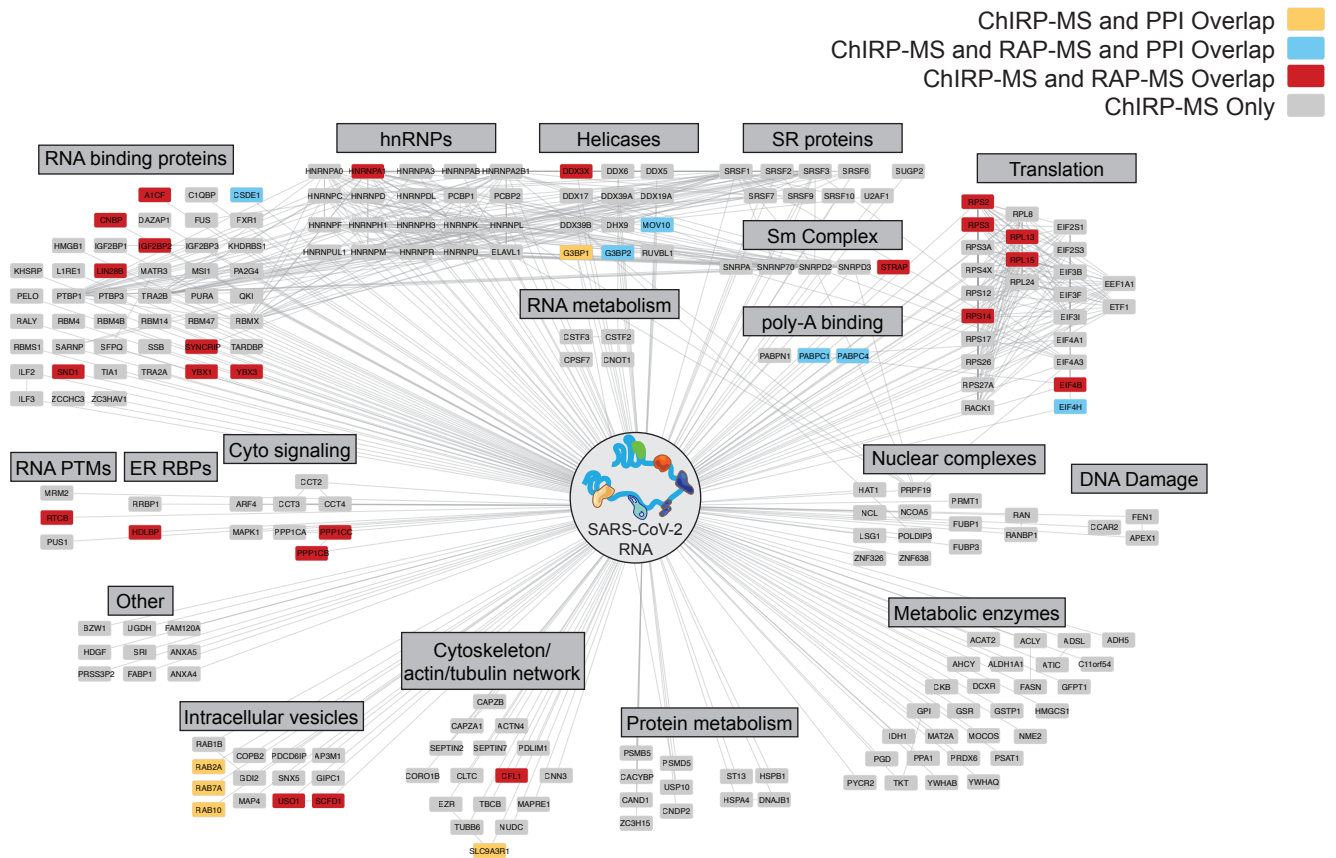 ChIRP-MS and PPI Overlap
ChIRP-MS and RAP-MS and PPI Overlap
ChIRP-MS and RAP-MS Overlap
ChIRP-MS Only
RNA binding proteins
A1CF C1QBP CSDE1
CNBP DAZAP1 FUS FXR1
HMGB1 IGF2BP1 IGF2BP2 IGF2BP3 KHDRBS1
KHSRP L1RE1 LIN28B MATR3 MSI1 PA2G4
PELO PTBP1 PTBP3 TRA2B PURA QKI
RALY RBM4 RBM4B RBM14 RBM47 RBMX
RBMS1 SARNP SFPQ SSB SYNCRIP TARDBP
ILF2 SND1 TIA1 TRA2A YBX1 YBX3
ILF3 ZCCHC3 ZC3HAV1
hnRNPs
HNRNPA0 HNRNPA1 HNRNPA3 HNRNPAB HNRNPA2B1
HNRNPC HNRNPD HNRNPDL PCBP1 PCBP2
HNRNPF HNRNPH1 HNRNPH3 HNRNPK HNRNPL
HNRNPUL1 HNRNPM HNRNPR HNRNPU ELAVL1
Helicases
DDX3X DDX6 DDX5
DDX17 DDX39A DDX19A
DDX39B DHX9 MOV10
G3BP1 G3BP2 RUVBL1
SR proteins
SRSF1 SRSF2 SRSF3 SRSF6 SUGP2
SRSF7 SRSF9 SRSF10 U2AF1
Sm Complex
SNRPA SNRNP70 SNRPD2 SNRPD3 STRAP
RNA metabolism
CSTF3 CSTF2
CPSF7 CNOT1
poly-A binding
PABPN1 PABPC1 PABPC4
Translation
RPS2
RPS3
RPS3A
RPS4X
RPS12
RPS14
RPS17
RPS26
RPS27A
RACK1
RPL8
RPL13
RPL15
RPL24
EIF2S1
EIF2S3
EIF3B
EIF3F
EIF3I
EIF4A1
EIF4A3
EIF4B
EIF4H
EEF1A1
ETF1
RNA PTMs
MRM2
RTCB
PUS1
ER RBPs
RRBP1
HDLBP
Cyto signaling
CCT2
ARF4 CCT3 CCT4
MAPK1 PPP1CA PPP1CC
PPP1CB
SARS-CoV-2
RNA
Nuclear complexes
HAT1 PRPF19
NCL NCOA5 PRMT1
LSG1 POLDIP3 FUBP1
ZNF326 ZNF638 FUBP3
RAN
RANBP1
DNA Damage
CCAR2 FEN1
APEX1
Other
BZW1 UGDH FAM120A
HDGF SRI ANXA5
PRSS3P2 FABP1 ANXA4
Intracellular vesicles
RAB1B
RAB2A
RAB7A
RAB10
COPB2 PDCD6IP AP3M1
GDI2 SNX5 GIPC1
MAP4 USO1 SCFD1
Cytoskeleton/
actin/tubulin network
CAPZB
CAPZA1 ACTN4
SEPTIN2 SEPTIN7 PDLIM1
CORO1B CLTC CFL1 CNN3
EZR TBCB MAPRE1
TUBB6 NUDC
SLC9A3R1
Protein metabolism
PSMB5 PSMD5
CACYBP USP10
CAND1 CNDP2
ZC3H15
ST13 HSPB1
HSPA4 DNAJB1
Metabolic enzymes
ACAT2 ACLY ADSL ADH5
AHCY ALDH1A1 ATIC C11orf54
CKB DCXR FASN GFPT1
GPI GSR GSTP1 HMGCS1
IDH1 MAT2A MOCOS NME2
PGD PPA1 PRDX6 PSAT1
PYCR2 TKT YWHAB YWHAQ